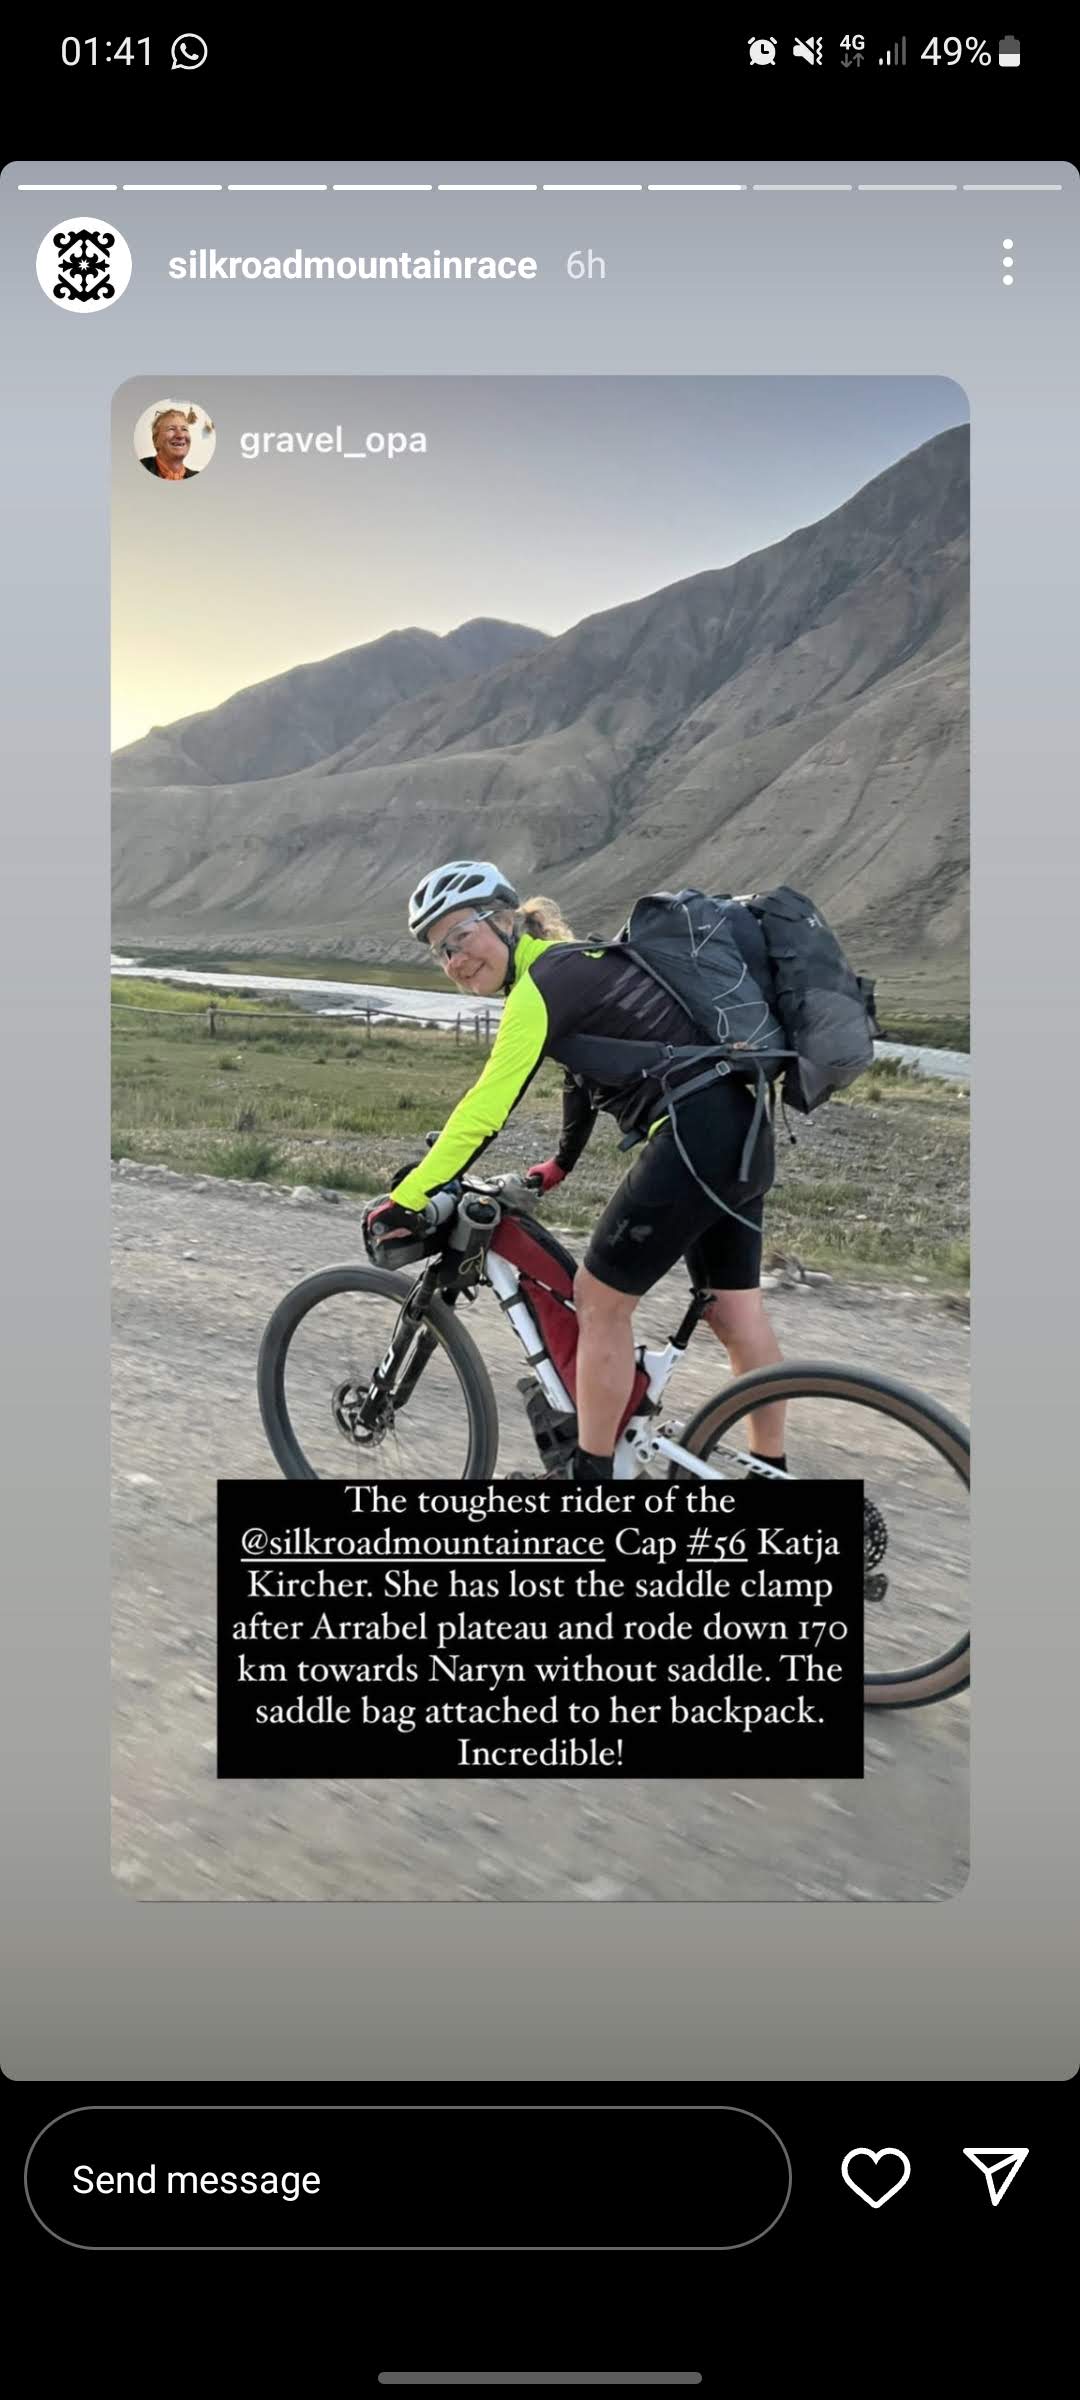 01:41
4G
49%
silkroadmountainrace 6h
gravel_opa
The toughest rider of the
@silkroadmountainrace Cap #56 Katja
Kircher. She has lost the saddle clamp
after Arrabel plateau and rode down 170
km towards Naryn without saddle. The
saddle bag attached to her backpack.
Incredible!
Send message